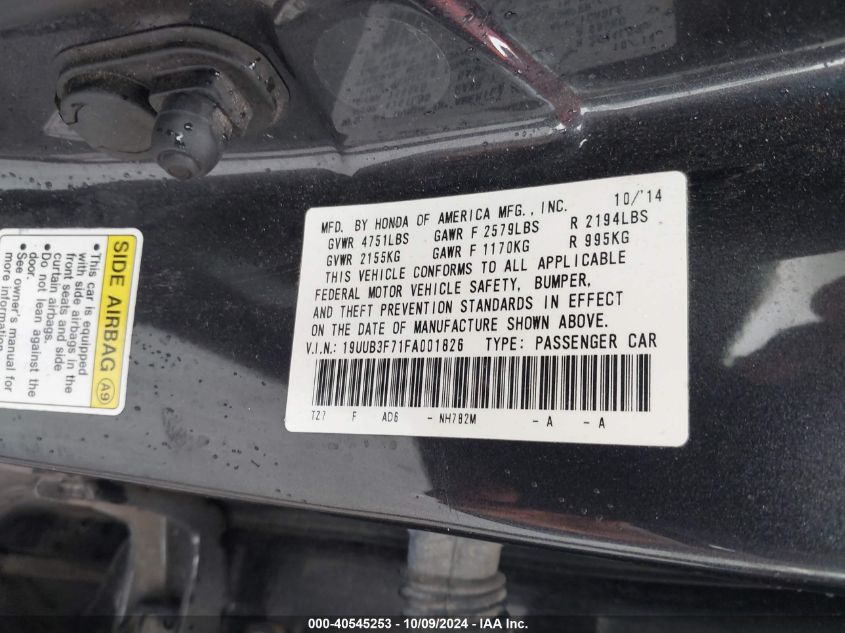 MFD. BY HONDA OF AMERICA MFG., INC. 10/'14
GVWR 4751LBS GAWR F 2579LBS R 2194LBS
GVWR 2155KG GAWR F 1170KG R 995KG
THIS VEHICLE CONFORMS TO ALL APPLICABLE
FEDERAL MOTOR VEHICLE SAFETY, BUMPER,
AND THEFT PREVENTION STANDARDS IN EFFECT
ON THE DATE OF MANUFACTURE SHOWN ABOVE.
V.I.N.: 19UUB3F71FA001826 TYPE: PASSENGER CAR
TZ7 F AD6 - NH782M - A - A
SIDE AIRBAG A9
• This car is equipped
with side airbags in the
front seats and side
curtain airbags.
• Do not lean against the
door.
• See owner's manual for
more information.
000-40545253 - 10/09/2024 - IAAI Inc.